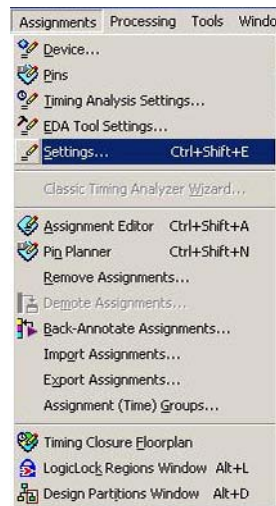 Assignments Processing Tools Windo
Device...
Pins
Timing Analysis Settings...
EDA Tool Settings...
Settings... Ctrl+Shift+E
Classic Timing Analyzer Wizard...
Assignment Editor Ctrl+Shift+A
Pin Planner Ctrl+Shift+N
Remove Assignments...
Demote Assignments...
Back-Annotate Assignments...
Import Assignments...
Export Assignments...
Assignment (Time) Groups...
Timing Closure Floorplan
LogicLock Regions Window Alt+L
Design Partitions Window Alt+D